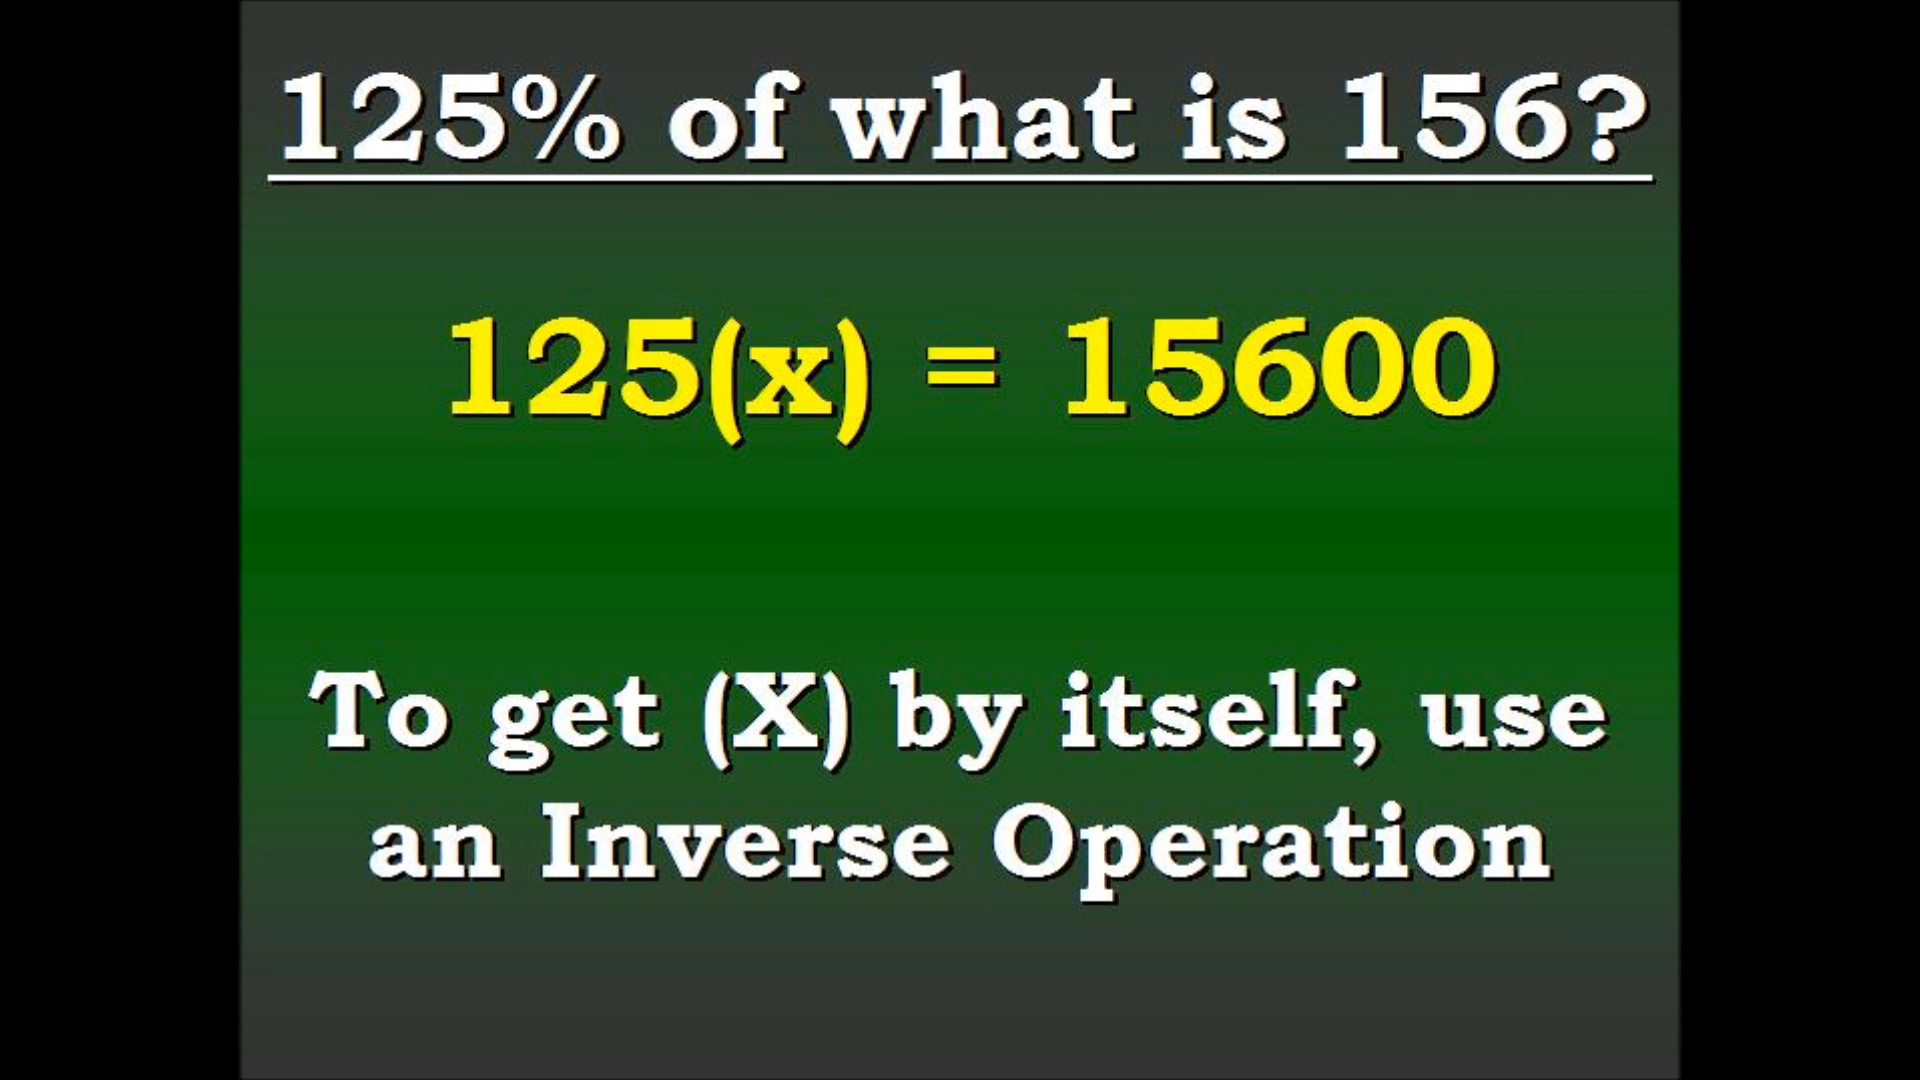 125% of what is 156?
125(x) = 15600
To get (X) by itself, use
an Inverse Operation